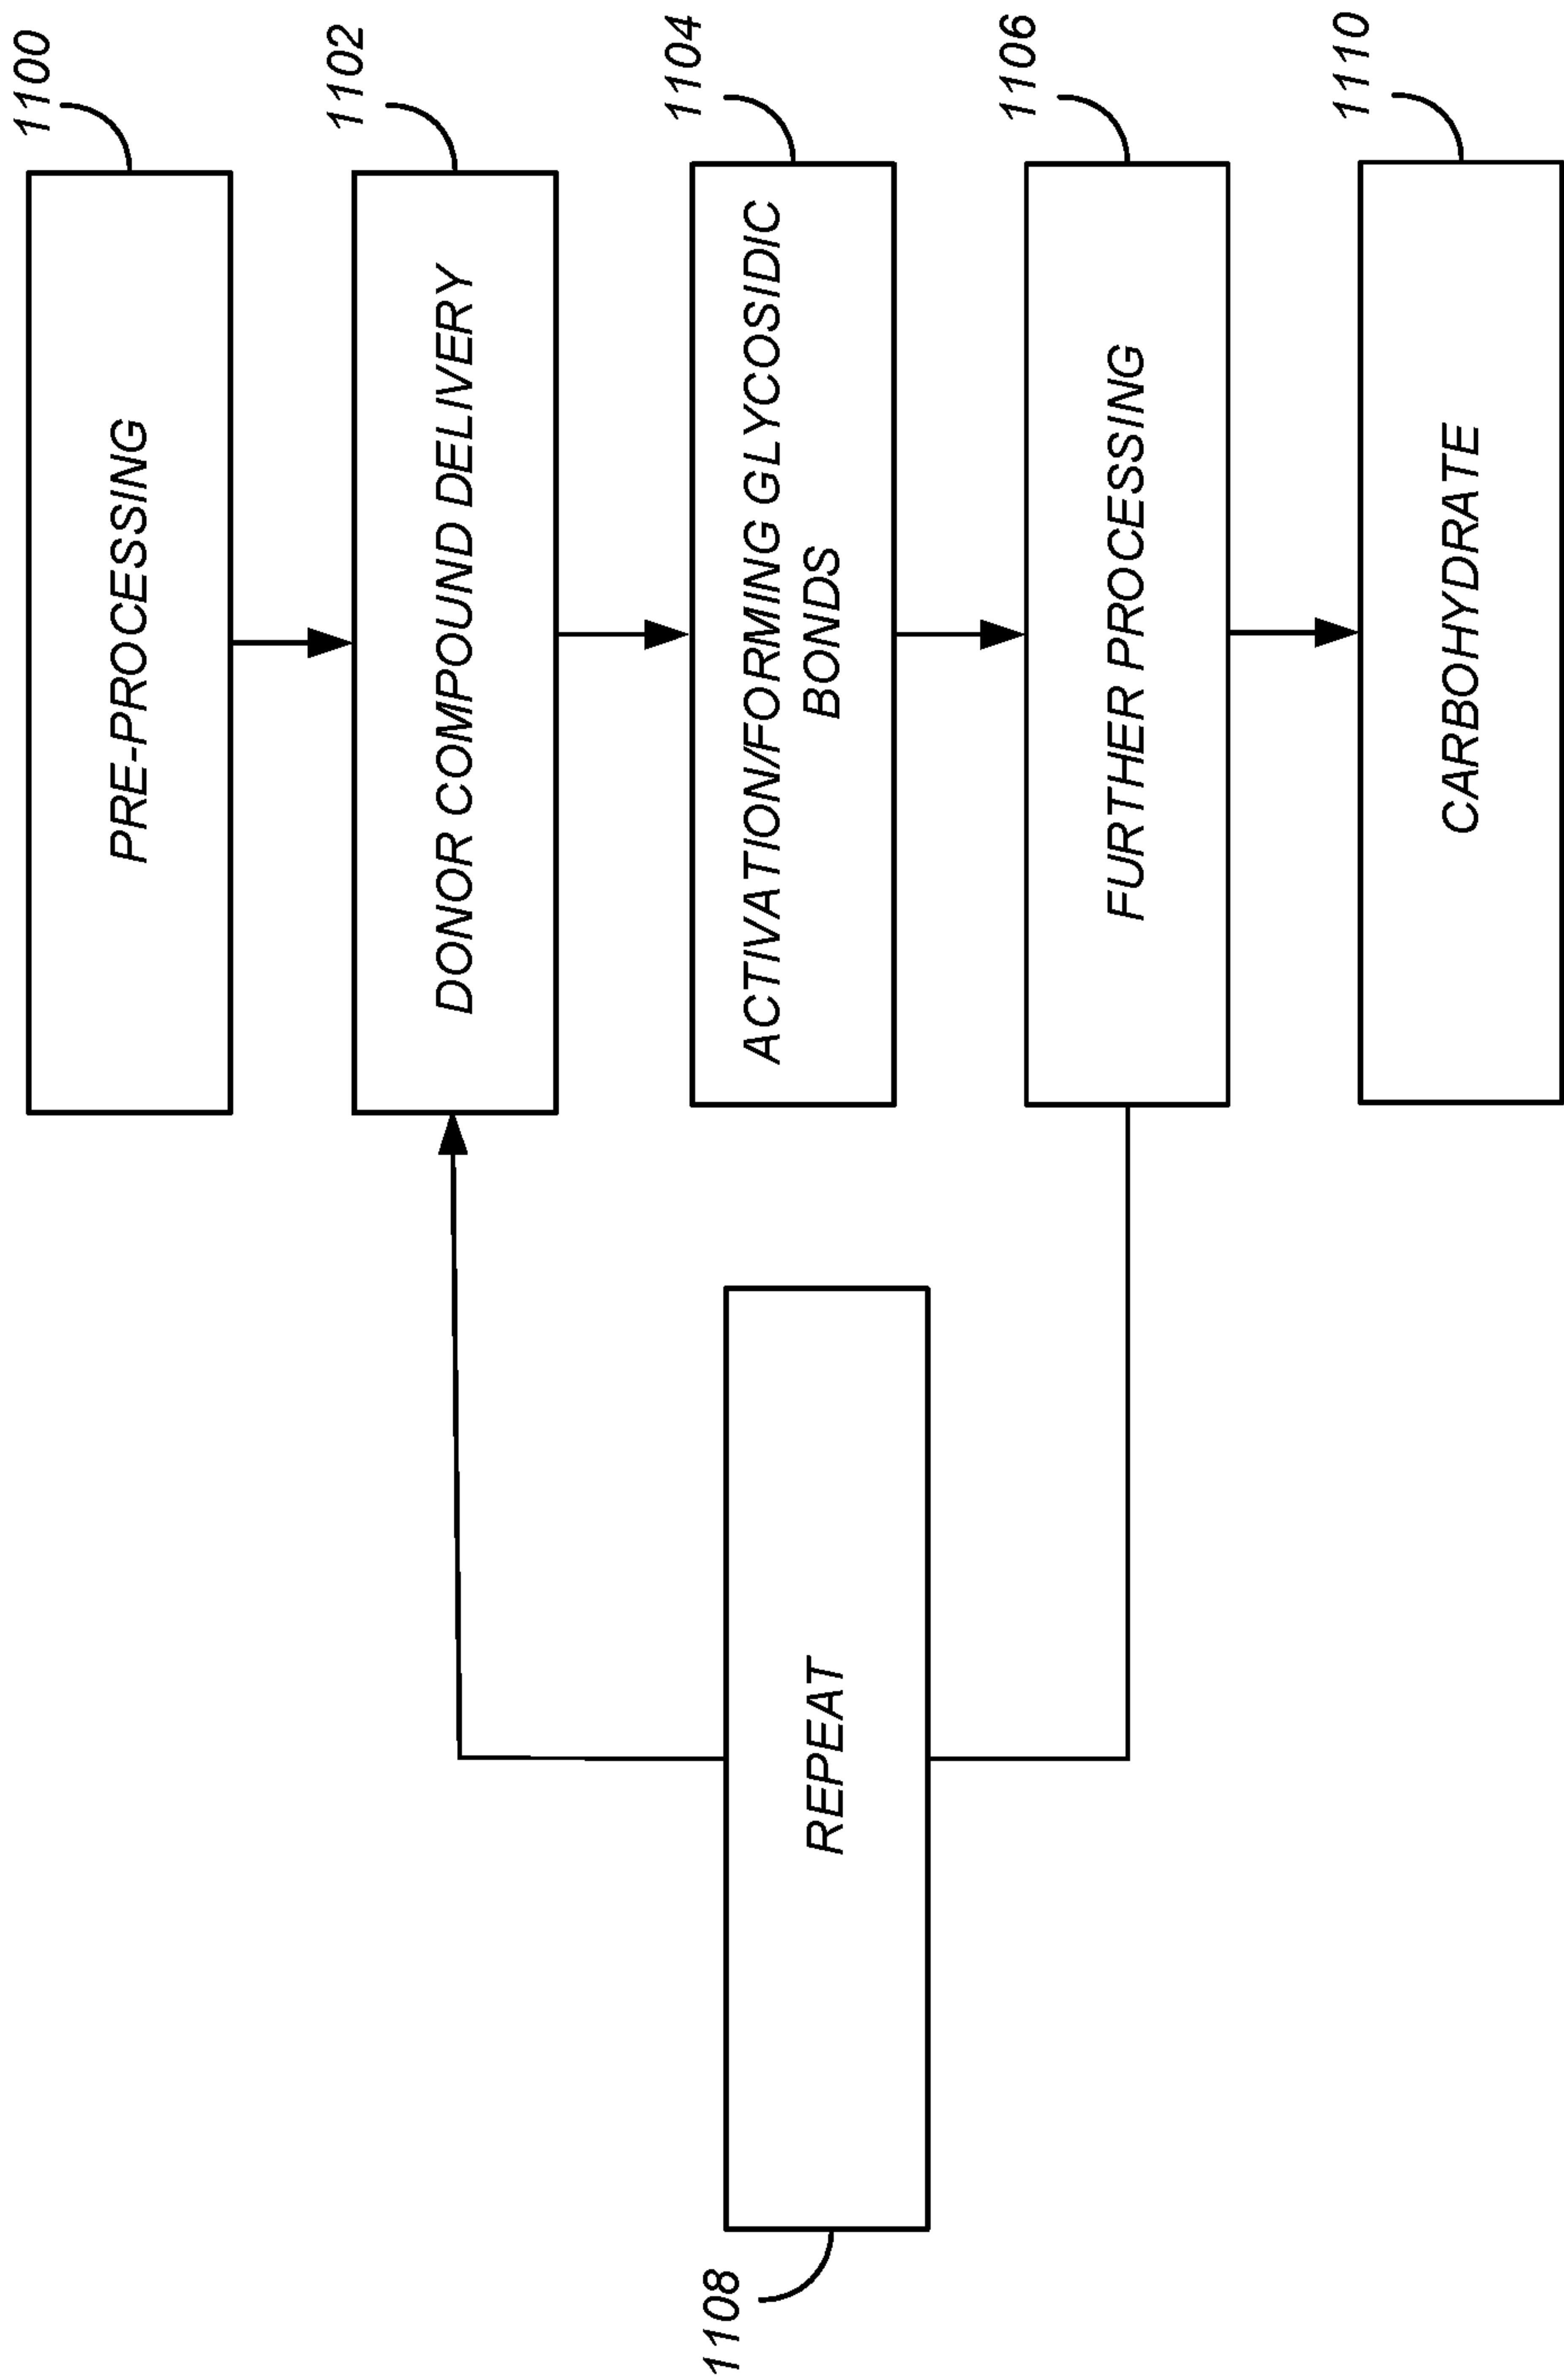 1100
PRE-PROCESSING
1102
DONOR COMPOUND DELIVERY
1104
ACTIVATION/FORMING GLYCOSIDIC
BONDS
1106
FURTHER PROCESSING
1108
REPEAT
1110
CARBOHYDRATE